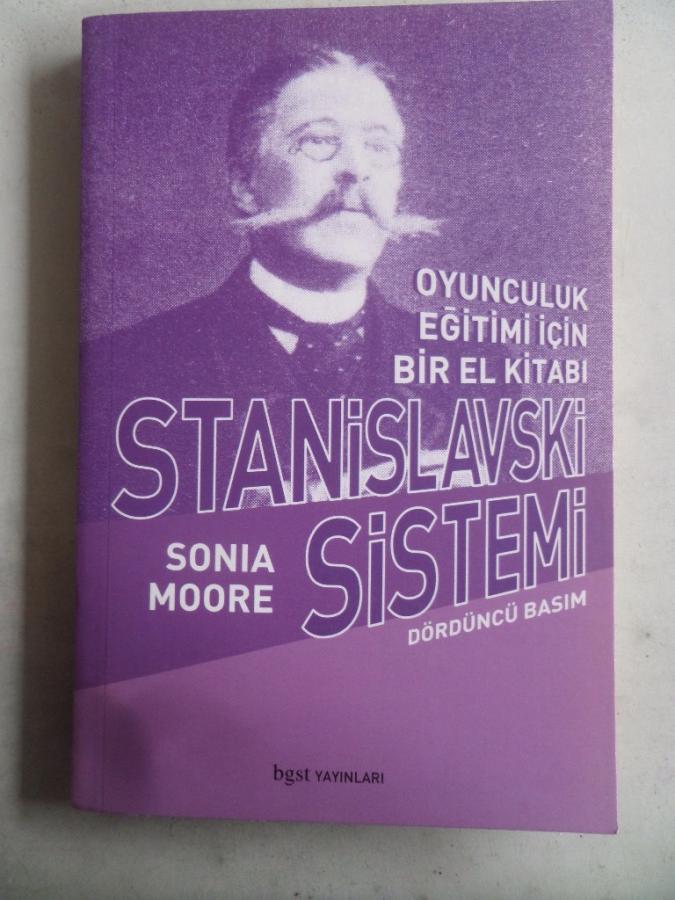 OYUNCULUK
EĞİTİMİ İÇİN
BİR EL KİTABI
STANiSLAVSKi
SiSTEMi
SONIA
MOORE
DÖRDÜNCÜ BASIM
bgst YAYINLARI